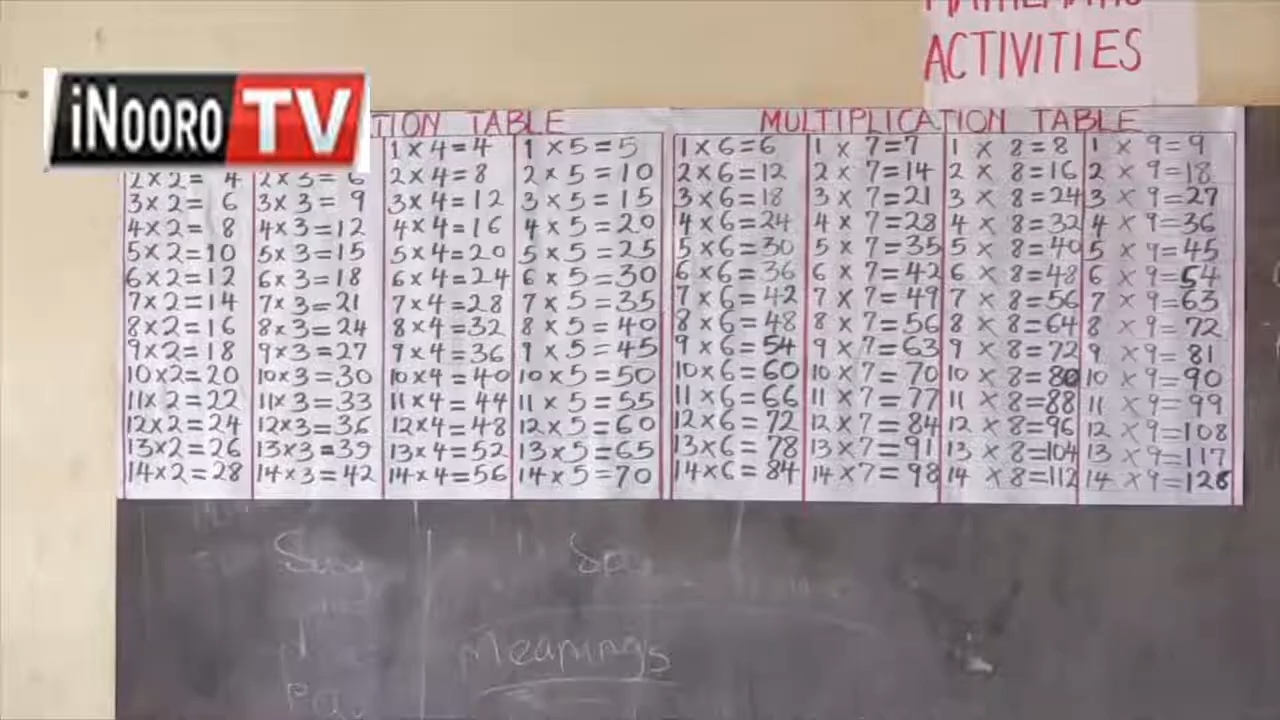 MATHEMATIC
ACTIVITIES
iNOORO TV
TION TABLE
2 x 2 = 4
3 x 2 = 6
4 x 2 = 8
5 x 2 = 10
6 x 2 = 12
7 x 2 = 14
8 x 2 = 16
9 x 2 = 18
10 x 2 = 20
11 x 2 = 22
12 x 2 = 24
13 x 2 = 26
14 x 2 = 28
2 x 3 = 6
3 x 3 = 9
4 x 3 = 12
5 x 3 = 15
6 x 3 = 18
7 x 3 = 21
8 x 3 = 24
9 x 3 = 27
10 x 3 = 30
11 x 3 = 33
12 x 3 = 36
13 x 3 = 39
14 x 3 = 42
1 x 4 = 4
2 x 4 = 8
3 x 4 = 12
4 x 4 = 16
5 x 4 = 20
6 x 4 = 24
7 x 4 = 28
8 x 4 = 32
9 x 4 = 36
10 x 4 = 40
11 x 4 = 44
12 x 4 = 48
13 x 4 = 52
14 x 4 = 56
1 x 5 = 5
2 x 5 = 10
3 x 5 = 15
4 x 5 = 20
5 x 5 = 25
6 x 5 = 30
7 x 5 = 35
8 x 5 = 40
9 x 5 = 45
10 x 5 = 50
11 x 5 = 55
12 x 5 = 60
13 x 5 = 65
14 x 5 = 70
MULTIPLICATION TABLE
1 x 6 = 6
2 x 6 = 12
3 x 6 = 18
4 x 6 = 24
5 x 6 = 30
6 x 6 = 36
7 x 6 = 42
8 x 6 = 48
9 x 6 = 54
10 x 6 = 60
11 x 6 = 66
12 x 6 = 72
13 x 6 = 78
14 x 6 = 84
1 x 7 = 7
2 x 7 = 14
3 x 7 = 21
4 x 7 = 28
5 x 7 = 35
6 x 7 = 42
7 x 7 = 49
8 x 7 = 56
9 x 7 = 63
10 x 7 = 70
11 x 7 = 77
12 x 7 = 84
13 x 7 = 91
14 x 7 = 98
1 x 8 = 8
2 x 8 = 16
3 x 8 = 24
4 x 8 = 32
5 x 8 = 40
6 x 8 = 48
7 x 8 = 56
8 x 8 = 64
9 x 8 = 72
10 x 8 = 80
11 x 8 = 88
12 x 8 = 96
13 x 8 = 104
14 x 8 = 112
1 x 9 = 9
2 x 9 = 18
3 x 9 = 27
4 x 9 = 36
5 x 9 = 45
6 x 9 = 54
7 x 9 = 63
8 x 9 = 72
9 x 9 = 81
10 x 9 = 90
11 x 9 = 99
12 x 9 = 108
13 x 9 = 117
14 x 9 = 126
Meanings